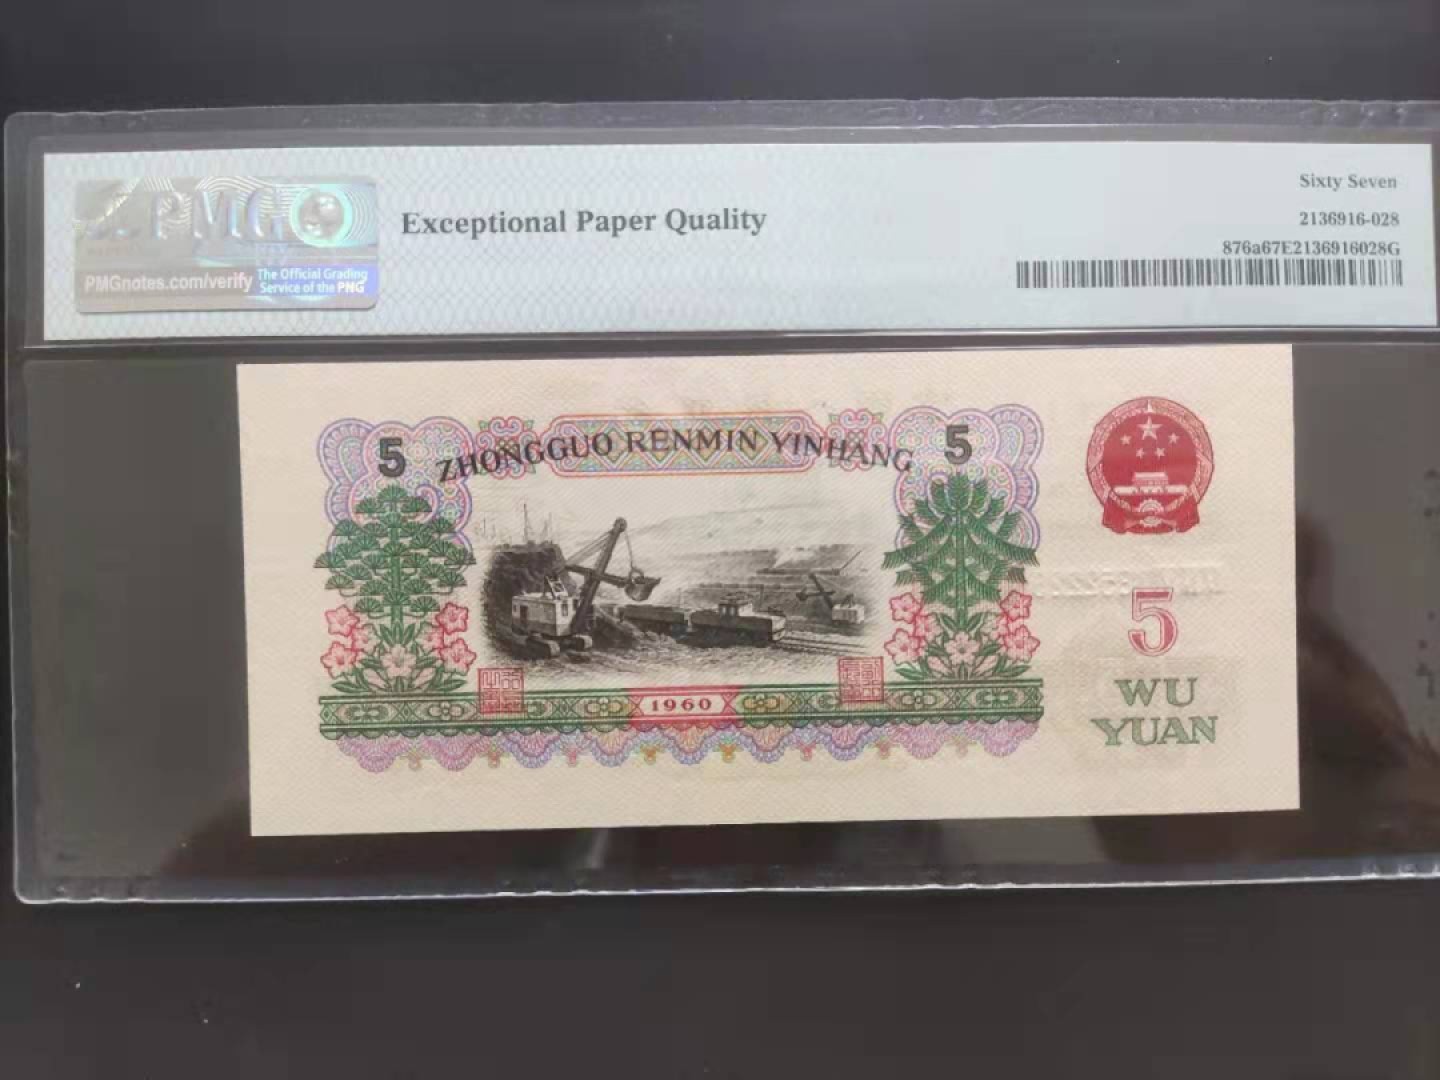 PMG
PMGnotes.com/verify
The Official Grading
Service of the PNG
Exceptional Paper Quality
Sixty Seven
2136916-028
876a67E2136916028G
5
ZHONGGUO RENMIN YINHANG
5
1960
5
WU
YUAN